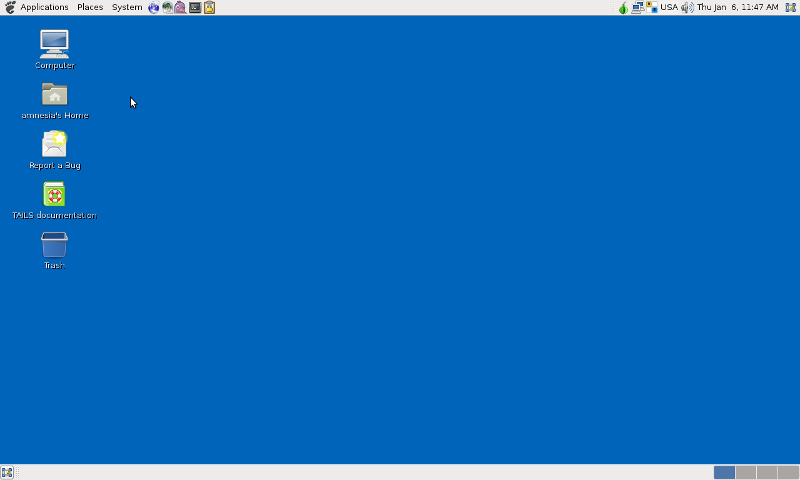 Applications Places System USA Thu Jan 6, 11:47 AM
Computer
amnesia's Home
Report a Bug
TAILS documentation
Trash